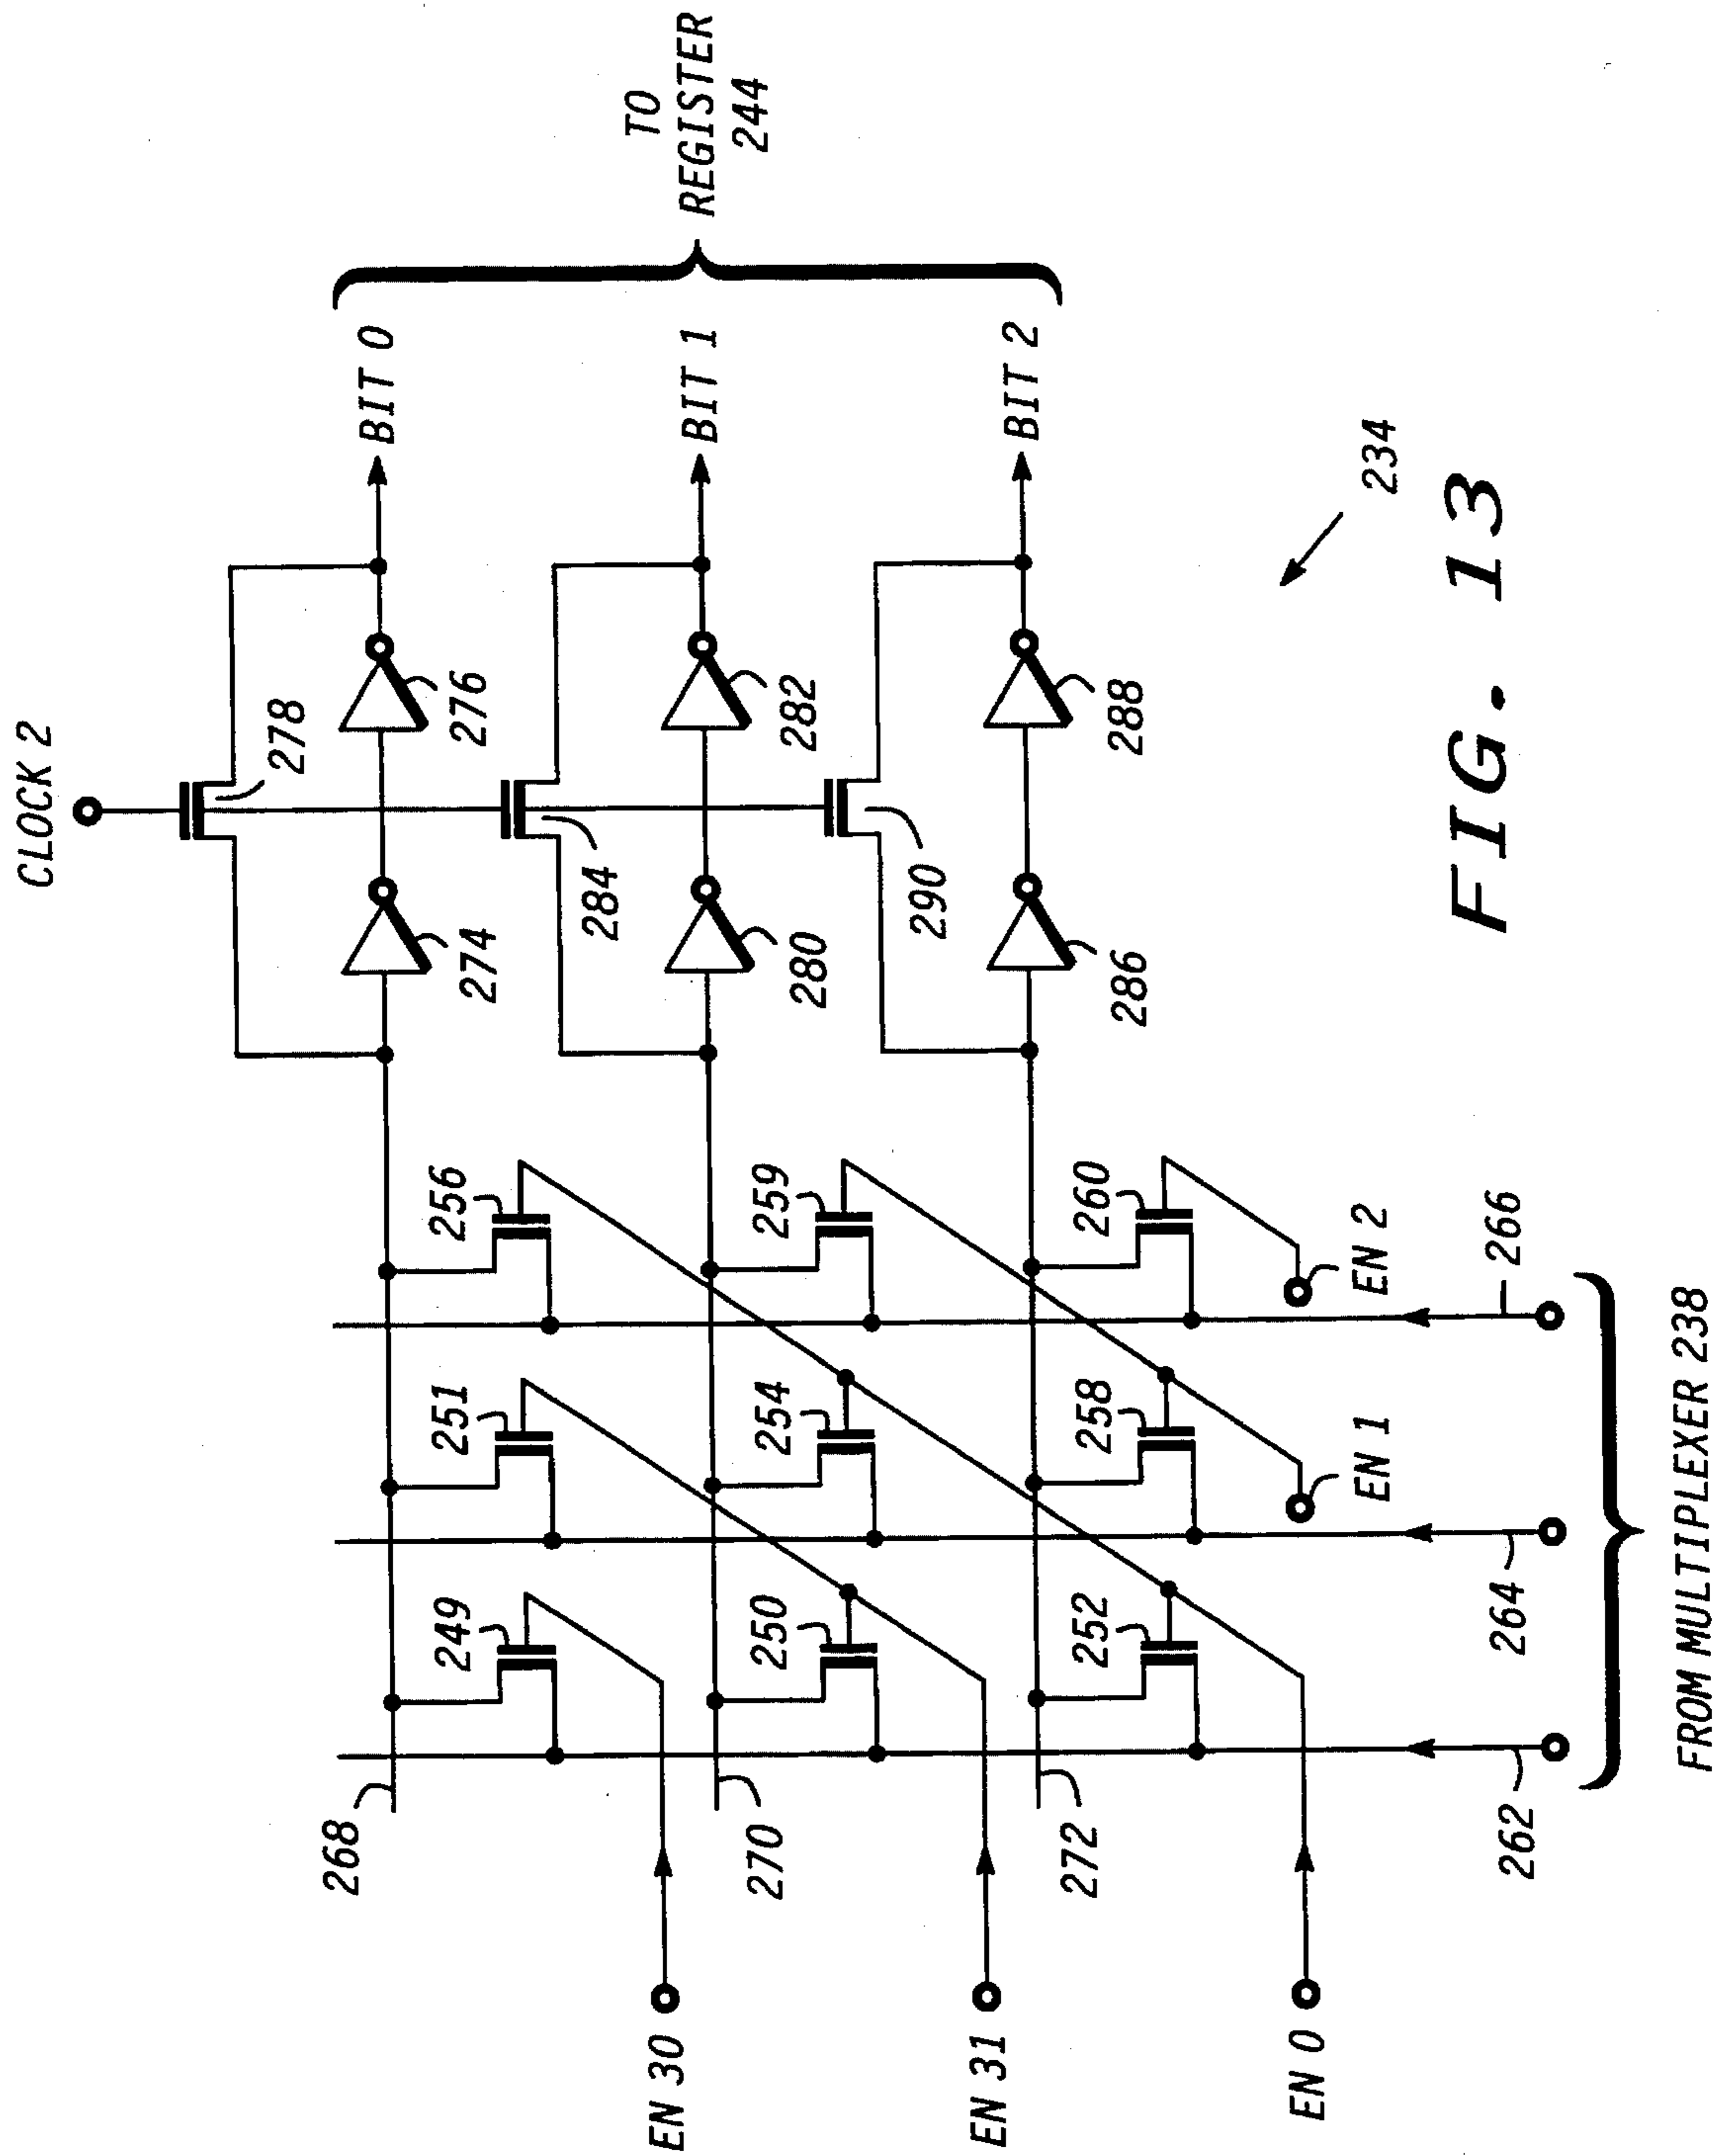 CLOCK 2
278
BIT 0
274
276
284
BIT 1
280
282
290
BIT 2
286
288
TO
REGISTER
244
268
249
251
256
EN 30
270
250
254
259
EN 31
272
252
258
260
EN 0
EN 1
EN 2
262
264
266
FROM MULTIPLEXER 238
234
FIG. 13